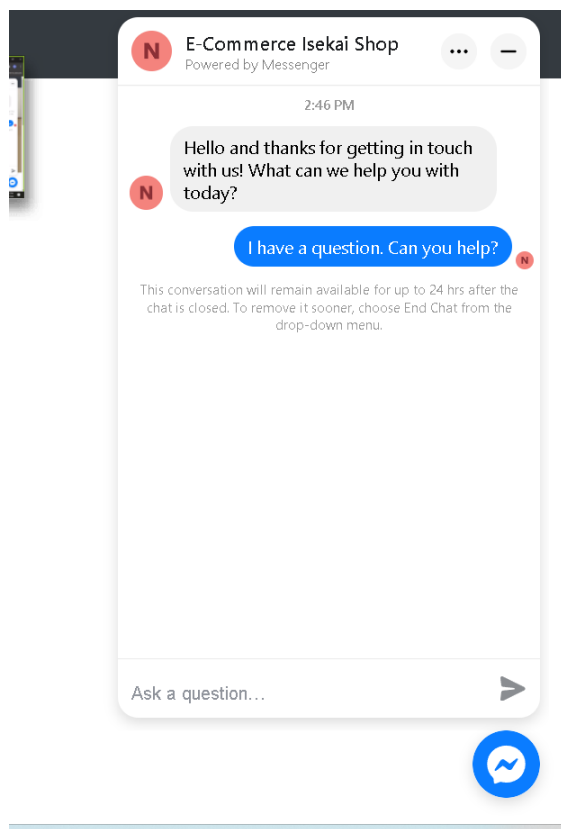 N
E-Commerce Isekai Shop
Powered by Messenger
2:46 PM
Hello and thanks for getting in touch
with us! What can we help you with
today?
N
I have a question. Can you help?
N
This conversation will remain available for up to 24 hrs after the
chat is closed. To remove it sooner, choose End Chat from the
drop-down menu.
Ask a question...